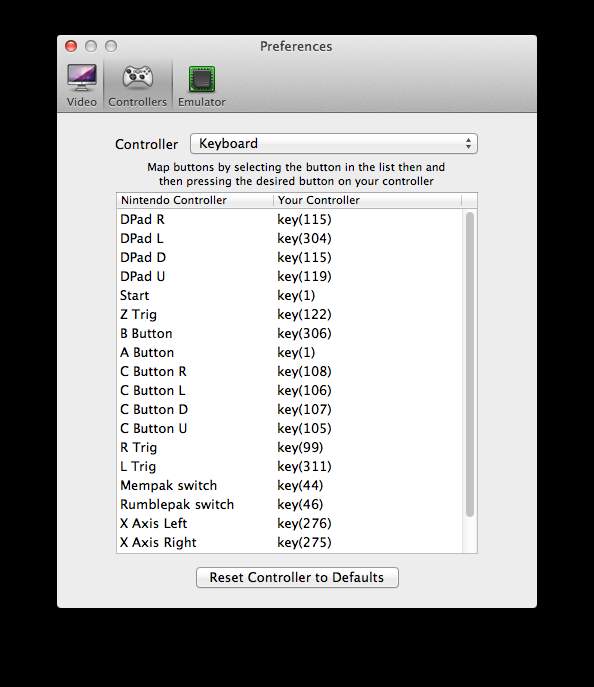 Preferences
Video Controllers Emulator
Controller Keyboard
Map buttons by selecting the button in the list then and
then pressing the desired button on your controller
Nintendo Controller Your Controller
DPad R key(115)
DPad L key(304)
DPad D key(115)
DPad U key(119)
Start key(1)
Z Trig key(122)
B Button key(306)
A Button key(1)
C Button R key(108)
C Button L key(106)
C Button D key(107)
C Button U key(105)
R Trig key(99)
L Trig key(311)
Mempak switch key(44)
Rumblepak switch key(46)
X Axis Left key(276)
X Axis Right key(275)
Reset Controller to Defaults